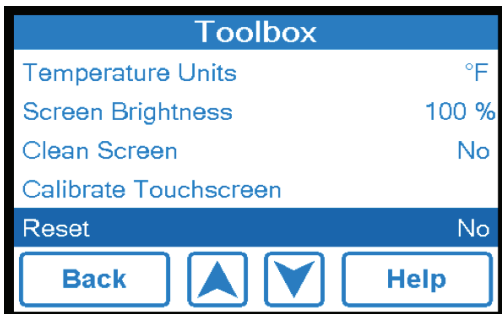 Toolbox
Temperature Units °F
Screen Brightness 100 %
Clean Screen No
Calibrate Touchscreen
Reset No
Back Help